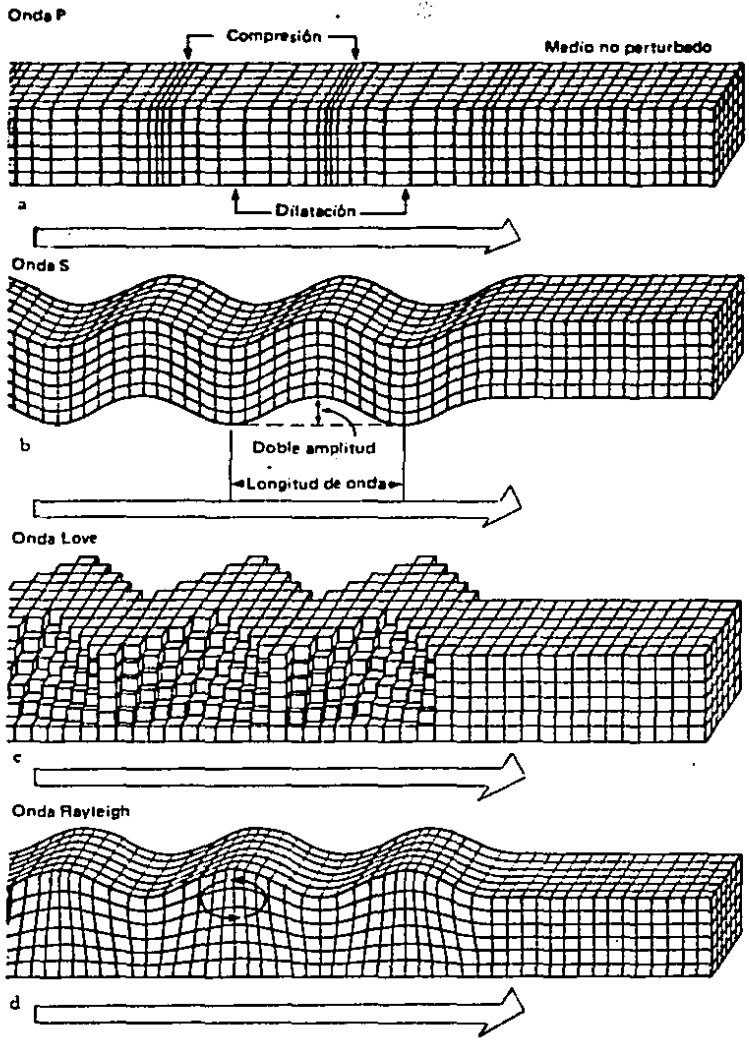 Onda P
Compresión
Medio no perturbado
Dilatación
a
Onda S
Doble amplitud
b
Longitud de onda
Onda Love
c
Onda Rayleigh
d